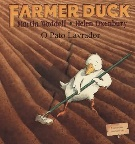 FARMER DUCK
Martin Waddell • Helen Oxenbury
O Pato Lavrador